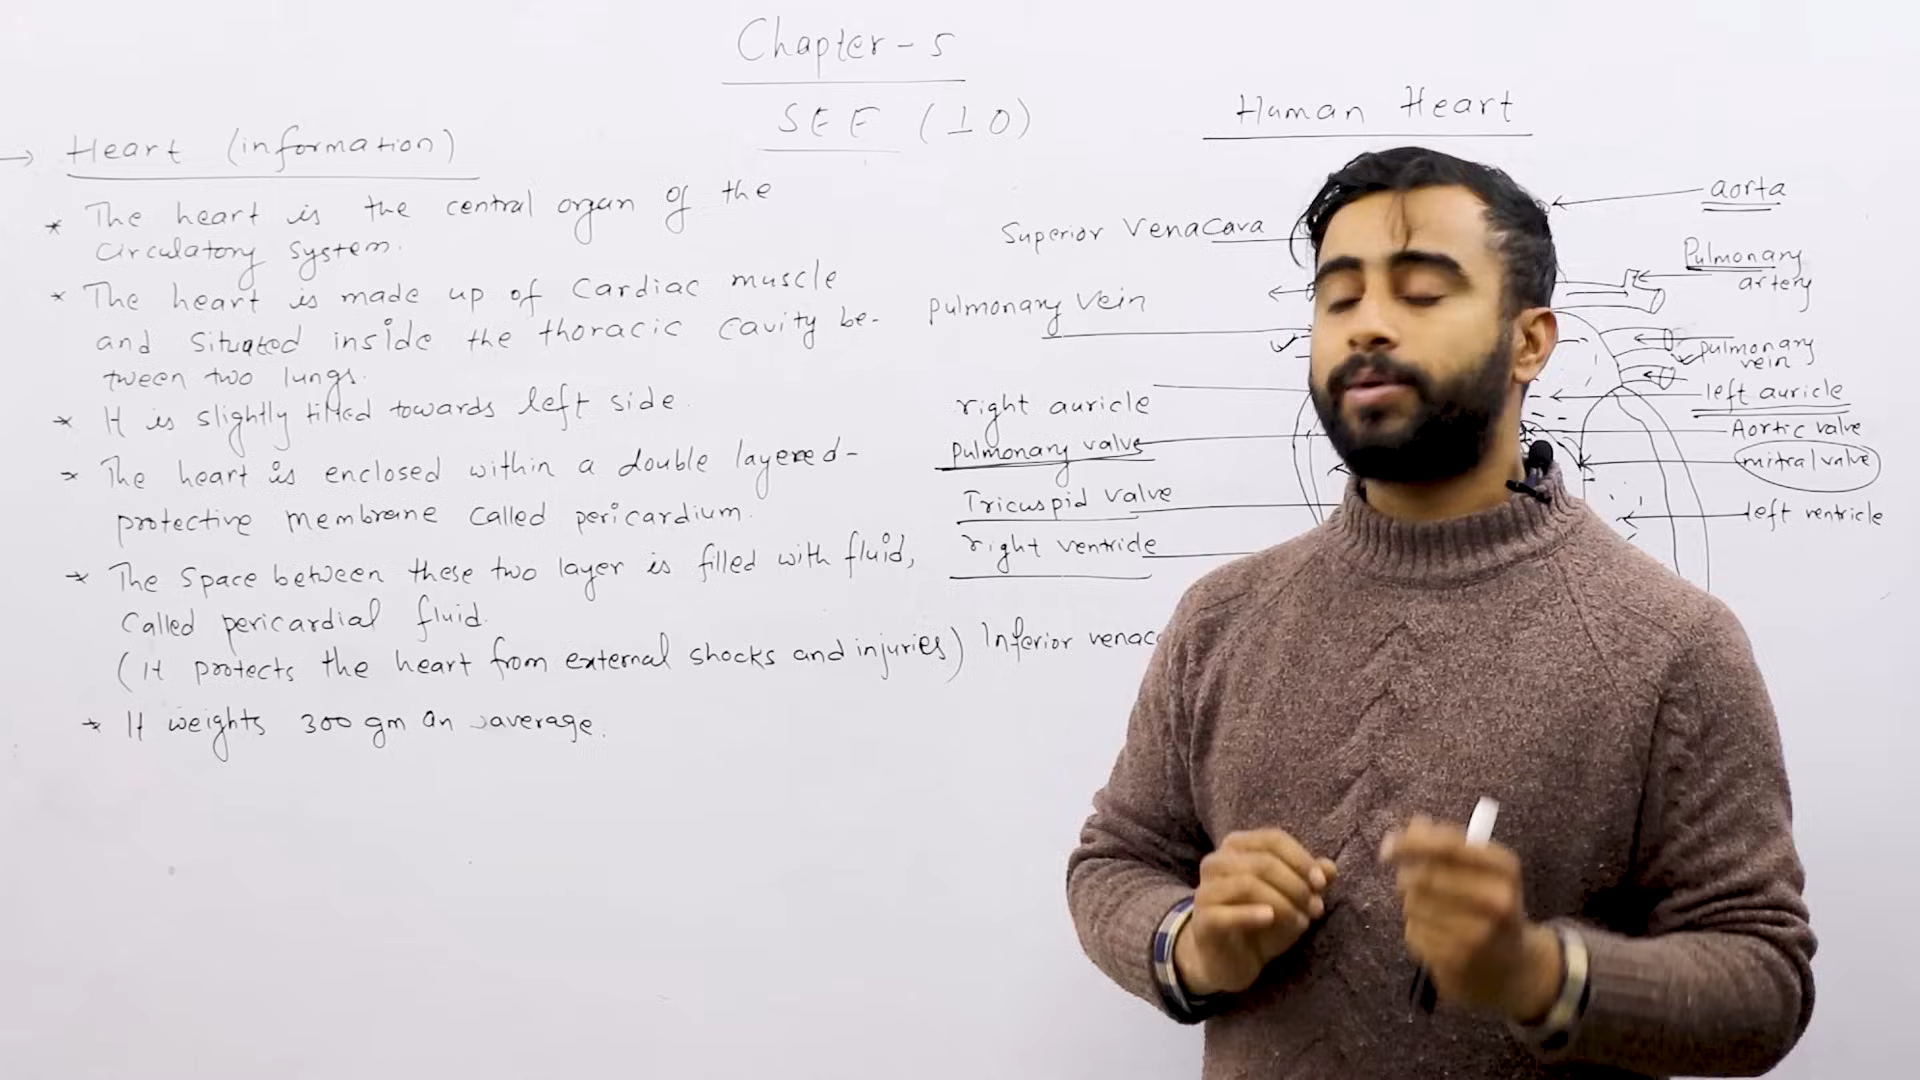 Chapter-5
SEE (10)
→ Heart (information)
* The heart is the central organ of the
circulatory system.
* The heart is made up of cardiac muscle
and situated inside the thoracic cavity be-
tween two lungs.
* It is slightly tilted towards left side.
* The heart is enclosed within a double layered-
protective membrane called pericardium.
* The space between these two layer is filled with fluid,
called pericardial fluid.
(It protects the heart from external shocks and injuries)
* It weights 300 gm an average.
Human Heart
Superior venacava
pulmonary vein
right auricle
pulmonary valve
Tricuspid valve
right ventricle
Inferior venac
aorta
Pulmonary
artery
pulmonary
vein
left auricle
Aortic valve
mitral valve
left ventricle